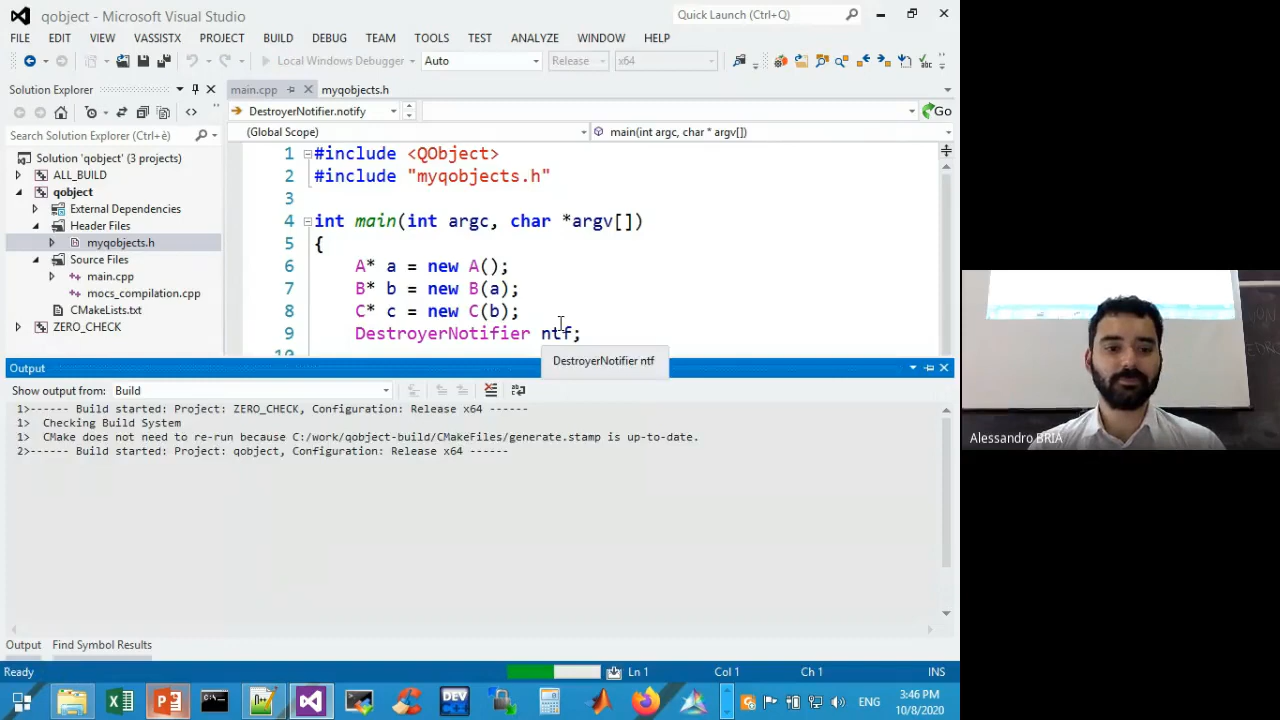 qobject - Microsoft Visual Studio
Quick Launch (Ctrl+Q)
FILE EDIT VIEW VASSISTX PROJECT BUILD DEBUG TEAM TOOLS TEST ANALYZE WINDOW HELP
Local Windows Debugger Auto Release x64
Solution Explorer
main.cpp myqobjects.h
DestroyerNotifier.notify
Go
Search Solution Explorer (Ctrl+è)
(Global Scope) main(int argc, char * argv[])
Solution 'qobject' (3 projects)
ALL_BUILD
qobject
External Dependencies
Header Files
myqobjects.h
Source Files
main.cpp
mocs_compilation.cpp
CMakeLists.txt
ZERO_CHECK
1 #include <QObject>
2 #include "myqobjects.h"
3
4 int main(int argc, char *argv[])
5 {
6 A* a = new A();
7 B* b = new B(a);
8 C* c = new C(b);
9 DestroyerNotifier ntf;
10
DestroyerNotifier ntf
Output
Show output from: Build
1>------ Build started: Project: ZERO_CHECK, Configuration: Release x64 ------
1> Checking Build System
1> CMake does not need to re-run because C:/work/qobject-build/CMakeFiles/generate.stamp is up-to-date.
2>------ Build started: Project: qobject, Configuration: Release x64 ------
Output Find Symbol Results
Ready Ln 1 Col 1 Ch 1 INS
DEV
ENG
3:46 PM
10/8/2020
Alessandro BRIA